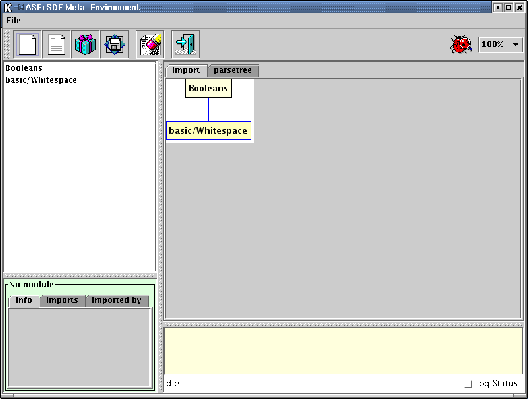 ASF+SDF Meta-Environment
File
100%
Booleans
basic/Whitespace
import parsetree
Booleans
basic/Whitespace
No module
Info Imports Imported by
Log Status